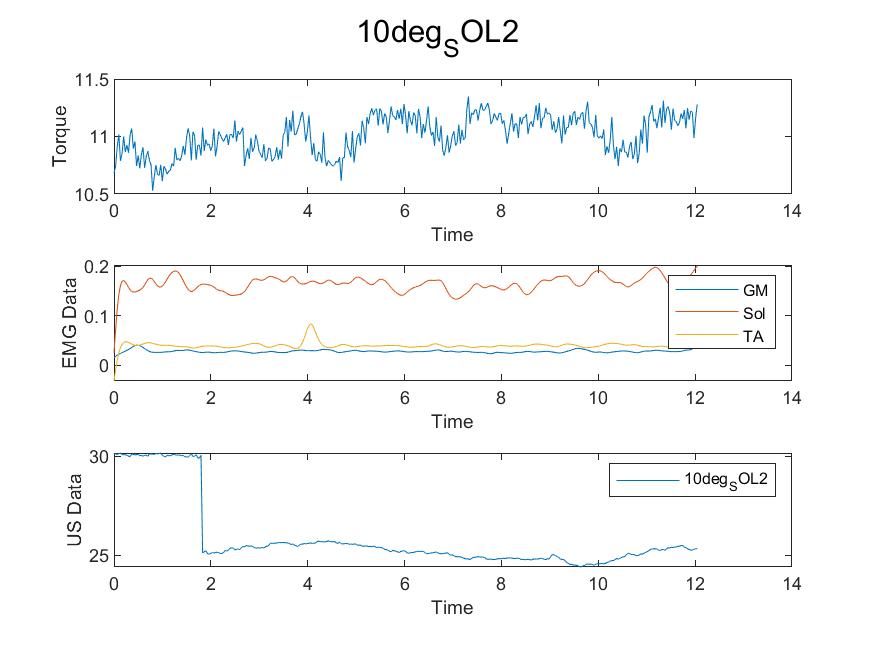 10deg_SOL2
11.5
11
10.5
Torque
0 2 4 6 8 10 12 14
Time
0.2
0.1
0
EMG Data
GM
Sol
TA
0 2 4 6 8 10 12 14
Time
30
25
US Data
10deg_SOL2
0 2 4 6 8 10 12 14
Time